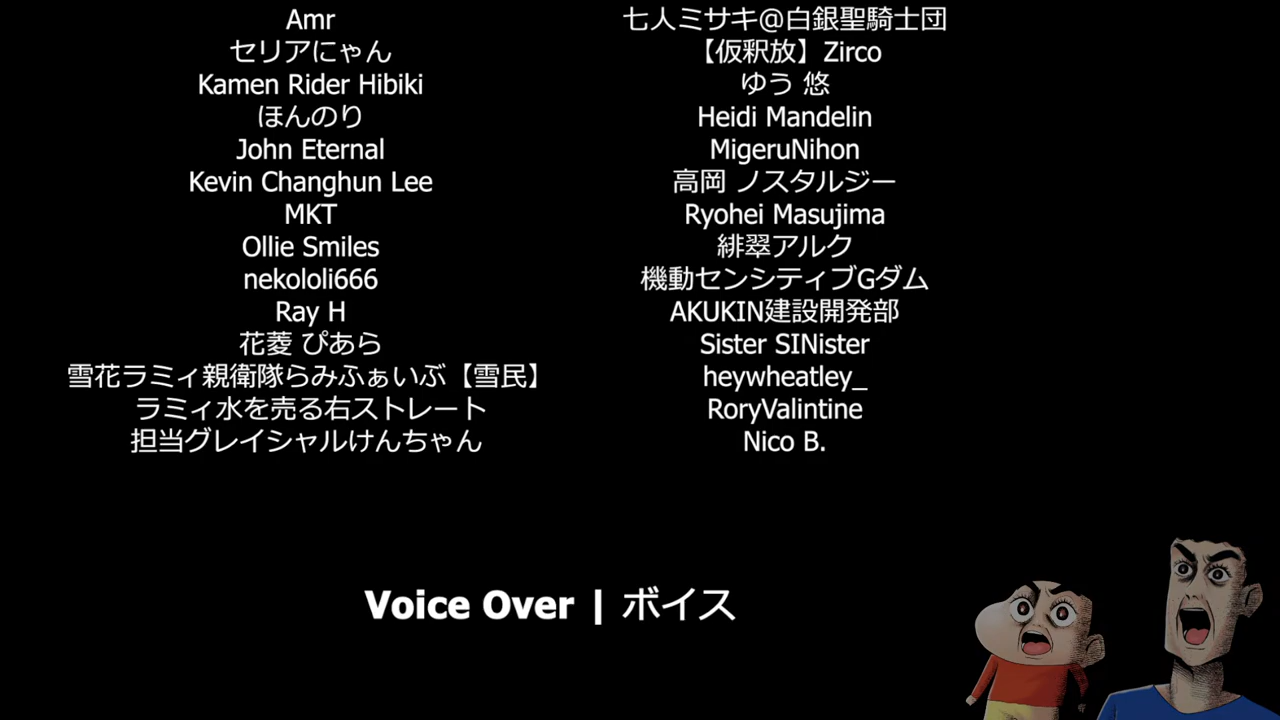 Amr
セリアにゃん
Kamen Rider Hibiki
ほんのり
John Eternal
Kevin Changhun Lee
MKT
Ollie Smiles
nekololi666
Ray H
花菱 ぴあら
雪花ラミィ親衛隊らみふぁいぶ【雪民】
ラミィ水を売る右ストレート
担当グレイシャルけんちゃん
七人ミサキ@白銀聖騎士団
【仮釈放】Zirco
ゆう 悠
Heidi Mandelin
MigeruNihon
高岡 ノスタルジー
Ryohei Masujima
緋翠アルク
機動センシティブGダム
AKUKIN建設開発部
Sister SINister
heywheatley_
RoryValintine
Nico B.
Voice Over | ボイス